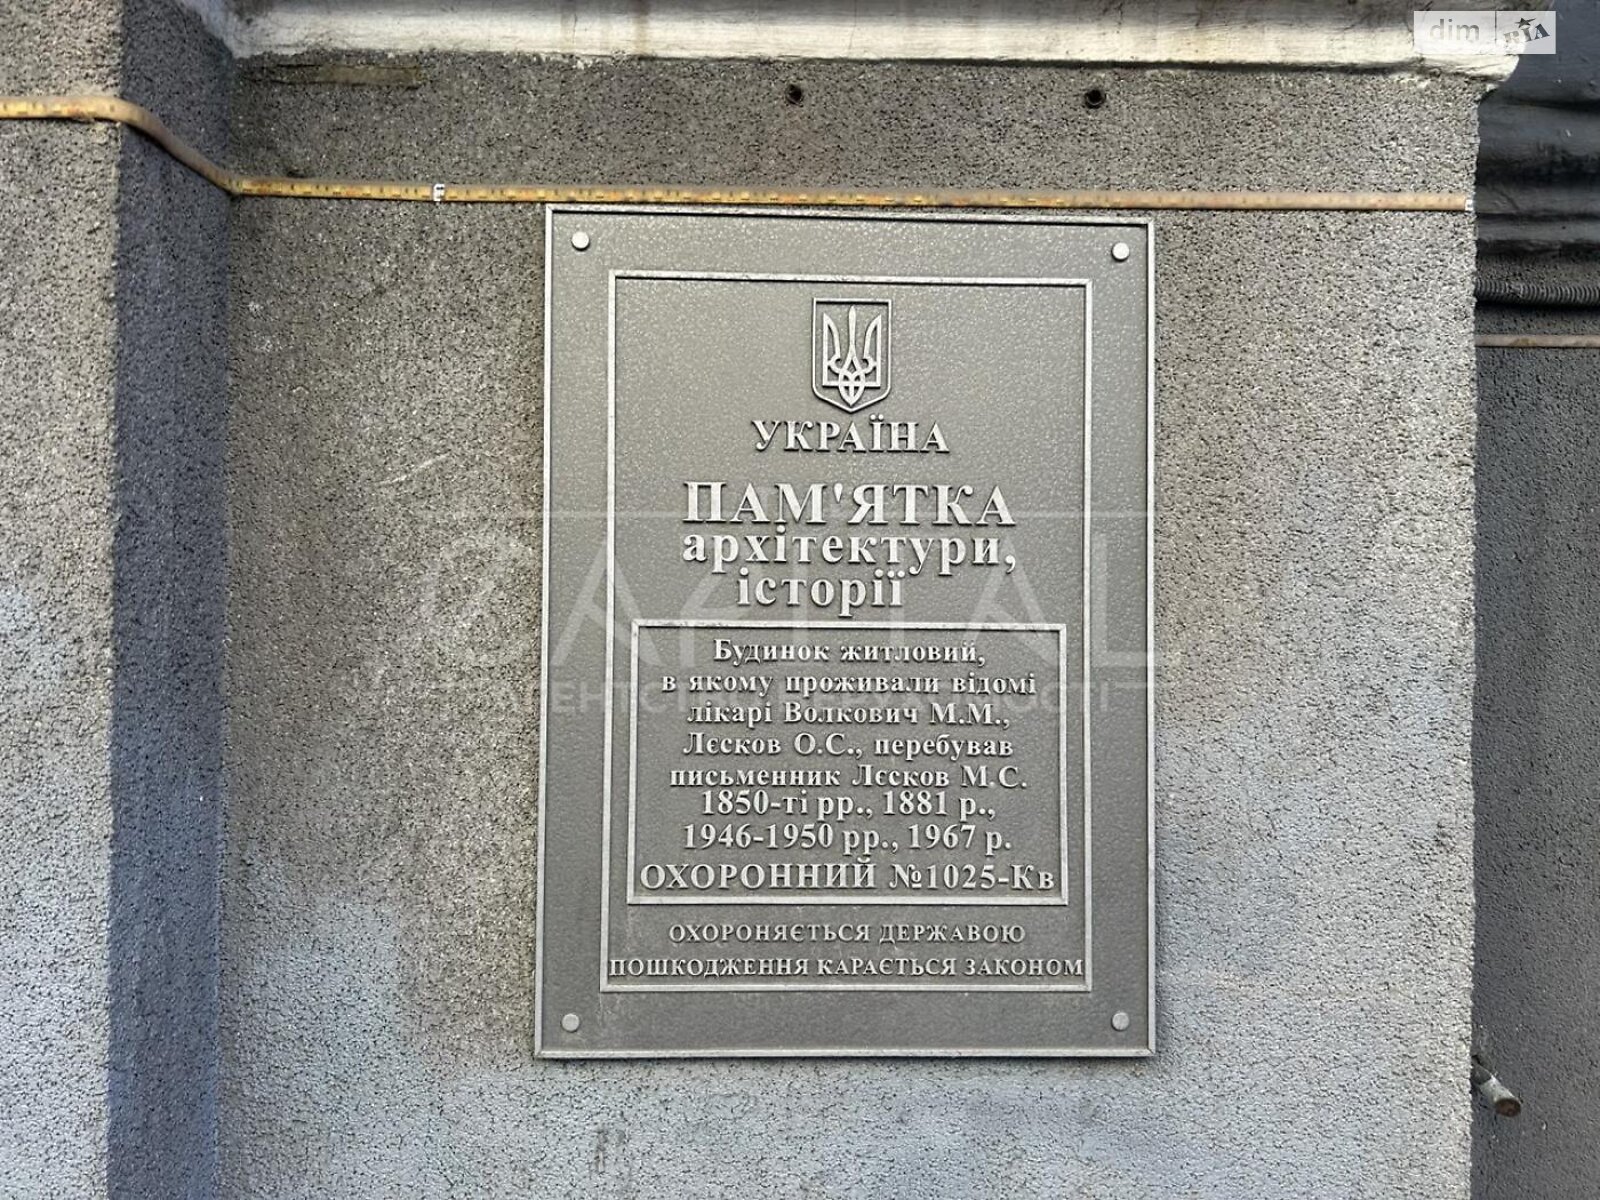 dim RIA
УКРАЇНА
ПАМ'ЯТКА
архітектури,
історії
Будинок житловий,
в якому проживали відомі
лікарі Волкович М.М.,
Лєсков О.С., перебував
письменник Лєсков М.С.
1850-ті рр., 1881 р.,
1946-1950 рр., 1967 р.
ОХОРОННИЙ №1025-Кв
ОХОРОНЯЄТЬСЯ ДЕРЖАВОЮ
ПОШКОДЖЕННЯ КАРАЄТЬСЯ ЗАКОНОМ